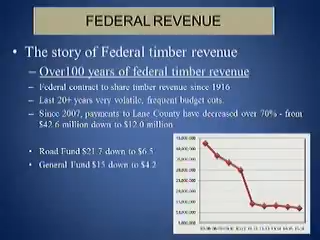 FEDERAL REVENUE
• The story of Federal timber revenue
– Over100 years of federal timber revenue
– Federal contract to share timber revenue since 1916
– Last 20+ years very volatile, frequent budget cuts.
– Since 2007, payments to Lane County have decreased over 70% - from
$42.6 million down to $12.0 million
• Road Fund $21.7 down to $6.5
• General Fund $15 down to $4.2